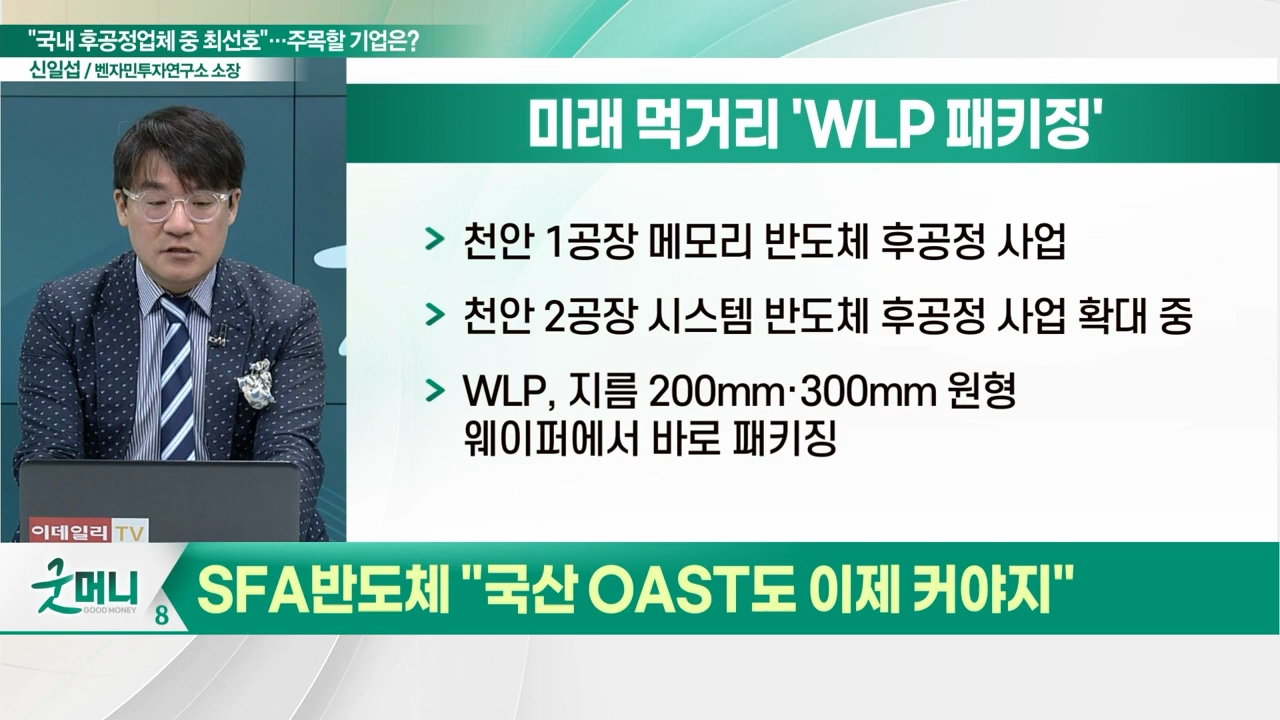 "국내 후공정업체 중 최선호"…주목할 기업은?
신일섭 / 벤자민투자연구소 소장
미래 먹거리 'WLP 패키징'
> 천안 1공장 메모리 반도체 후공정 사업
> 천안 2공장 시스템 반도체 후공정 사업 확대 중
> WLP, 지름 200mm·300mm 원형
웨이퍼에서 바로 패키징
이데일리 TV
굿머니
GOOD MONEY
8
SFA반도체 "국산 OAST도 이제 커야지"